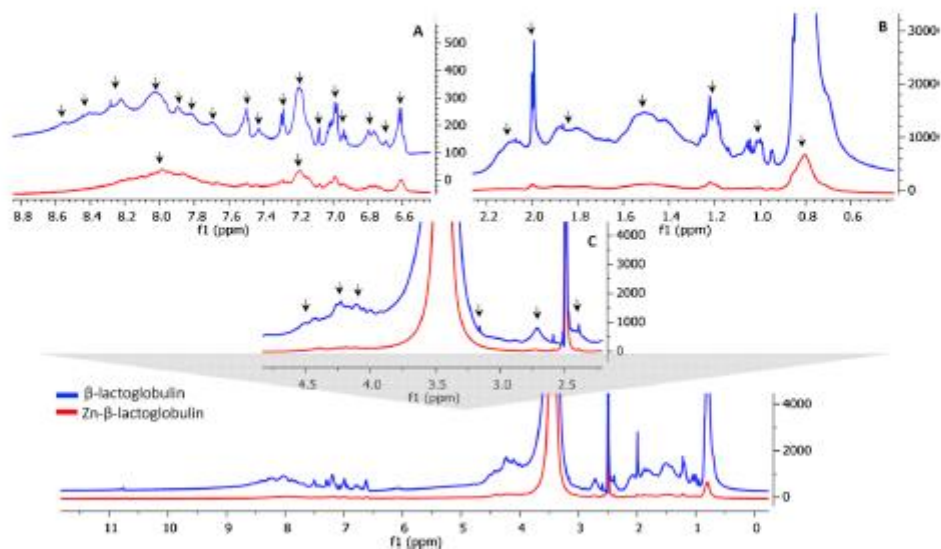 A
500
400
300
200
100
0
8.8 8.6 8.4 8.2 8.0 7.8 7.6 7.4 7.2 7.0 6.8 6.6
f1 (ppm)
B
3000
2000
1000
0
2.2 2.0 1.8 1.6 1.4 1.2 1.0 0.8 0.6
f1 (ppm)
C
4000
3000
2000
1000
0
4.5 4.0 3.5 3.0 2.5
f1 (ppm)
β-lactoglobulin
Zn-β-lactoglobulin
4000
2000
0
11 10 9 8 7 6 5 4 3 2 1 0
f1 (ppm)